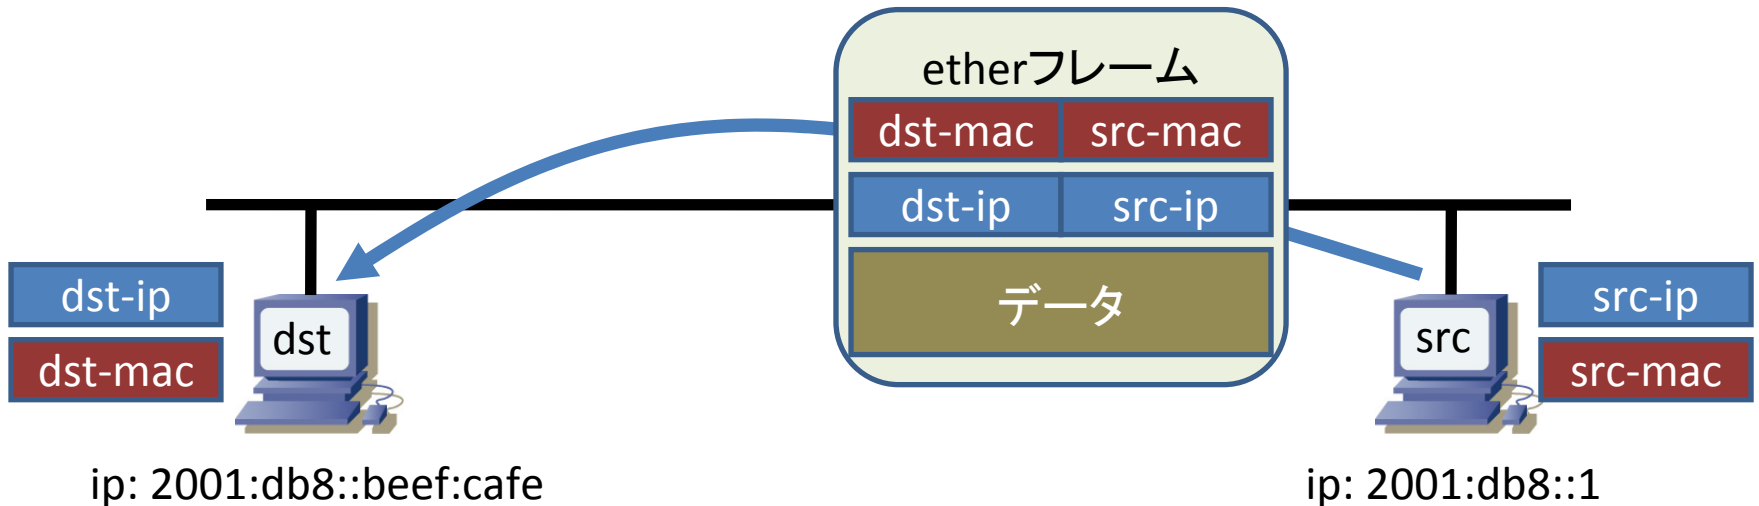 etherフレーム
dst-mac src-mac
dst-ip src-ip
データ
dst-ip
dst-mac
dst
src
src-ip
src-mac
ip: 2001:db8::beef:cafe
ip: 2001:db8::1